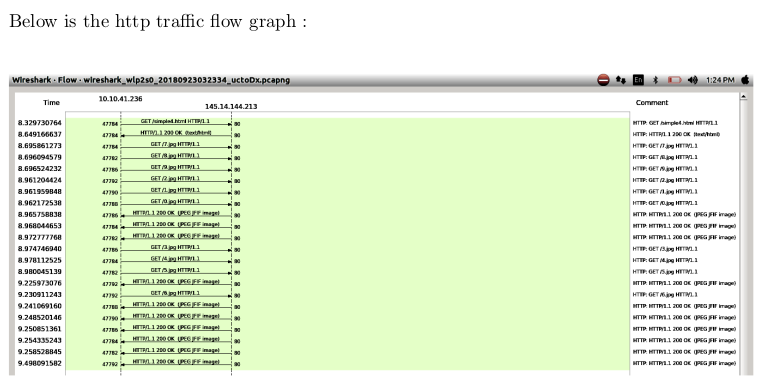 Below is the http traffic flow graph :
Wireshark · Flow · wireshark_wlp2s0_20180923032334_uctoDx.pcapng En 1:24 PM
Time 10.10.41.236 145.14.144.213 Comment
8.329730764 47784 GET /simple4.html HTTP/1.1 80 HTTP: GET /simple4.html HTTP/1.1
8.649166637 47784 HTTP/1.1 200 OK (text/html) 80 HTTP: HTTP/1.1 200 OK (text/html)
8.695861273 47784 GET /7.jpg HTTP/1.1 80 HTTP: GET /7.jpg HTTP/1.1
8.696094579 47782 GET /8.jpg HTTP/1.1 80 HTTP: GET /8.jpg HTTP/1.1
8.696524232 47786 GET /9.jpg HTTP/1.1 80 HTTP: GET /9.jpg HTTP/1.1
8.961204424 47792 GET /2.jpg HTTP/1.1 80 HTTP: GET /2.jpg HTTP/1.1
8.961959848 47790 GET /1.jpg HTTP/1.1 80 HTTP: GET /1.jpg HTTP/1.1
8.962172538 47788 GET /0.jpg HTTP/1.1 80 HTTP: GET /0.jpg HTTP/1.1
8.965758838 47786 HTTP/1.1 200 OK (JPEG JFIF image) 80 HTTP: HTTP/1.1 200 OK (JPEG JFIF image)
8.968044653 47784 HTTP/1.1 200 OK (JPEG JFIF image) 80 HTTP: HTTP/1.1 200 OK (JPEG JFIF image)
8.972777768 47782 HTTP/1.1 200 OK (JPEG JFIF image) 80 HTTP: HTTP/1.1 200 OK (JPEG JFIF image)
8.974746940 47786 GET /3.jpg HTTP/1.1 80 HTTP: GET /3.jpg HTTP/1.1
8.978112525 47784 GET /4.jpg HTTP/1.1 80 HTTP: GET /4.jpg HTTP/1.1
8.980045139 47782 GET /5.jpg HTTP/1.1 80 HTTP: GET /5.jpg HTTP/1.1
9.225973076 47792 HTTP/1.1 200 OK (JPEG JFIF image) 80 HTTP: HTTP/1.1 200 OK (JPEG JFIF image)
9.230911243 47792 GET /6.jpg HTTP/1.1 80 HTTP: GET /6.jpg HTTP/1.1
9.241069160 47788 HTTP/1.1 200 OK (JPEG JFIF image) 80 HTTP: HTTP/1.1 200 OK (JPEG JFIF image)
9.248520146 47790 HTTP/1.1 200 OK (JPEG JFIF image) 80 HTTP: HTTP/1.1 200 OK (JPEG JFIF image)
9.250851361 47786 HTTP/1.1 200 OK (JPEG JFIF image) 80 HTTP: HTTP/1.1 200 OK (JPEG JFIF image)
9.254335243 47784 HTTP/1.1 200 OK (JPEG JFIF image) 80 HTTP: HTTP/1.1 200 OK (JPEG JFIF image)
9.258528845 47782 HTTP/1.1 200 OK (JPEG JFIF image) 80 HTTP: HTTP/1.1 200 OK (JPEG JFIF image)
9.498091582 47792 HTTP/1.1 200 OK (JPEG JFIF image) 80 HTTP: HTTP/1.1 200 OK (JPEG JFIF image)